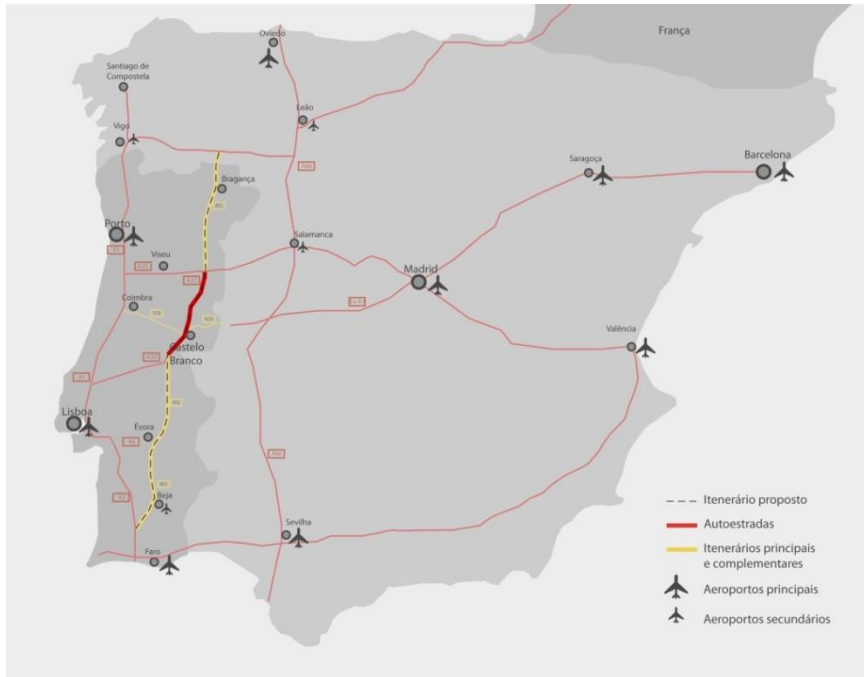 França
Oviedo
Santiago de
Compostela
Leão
Vigo
Barcelona
Saragoça
Bragança
Porto
Salamanca
Viseu
Madrid
Coimbra
Valência
Castelo
Branco
Lisboa
Évora
Beja
Sevilha
Faro
Itenerário proposto
Autoestradas
Itenerários principais
e complementares
Aeroportos principais
Aeroportos secundários